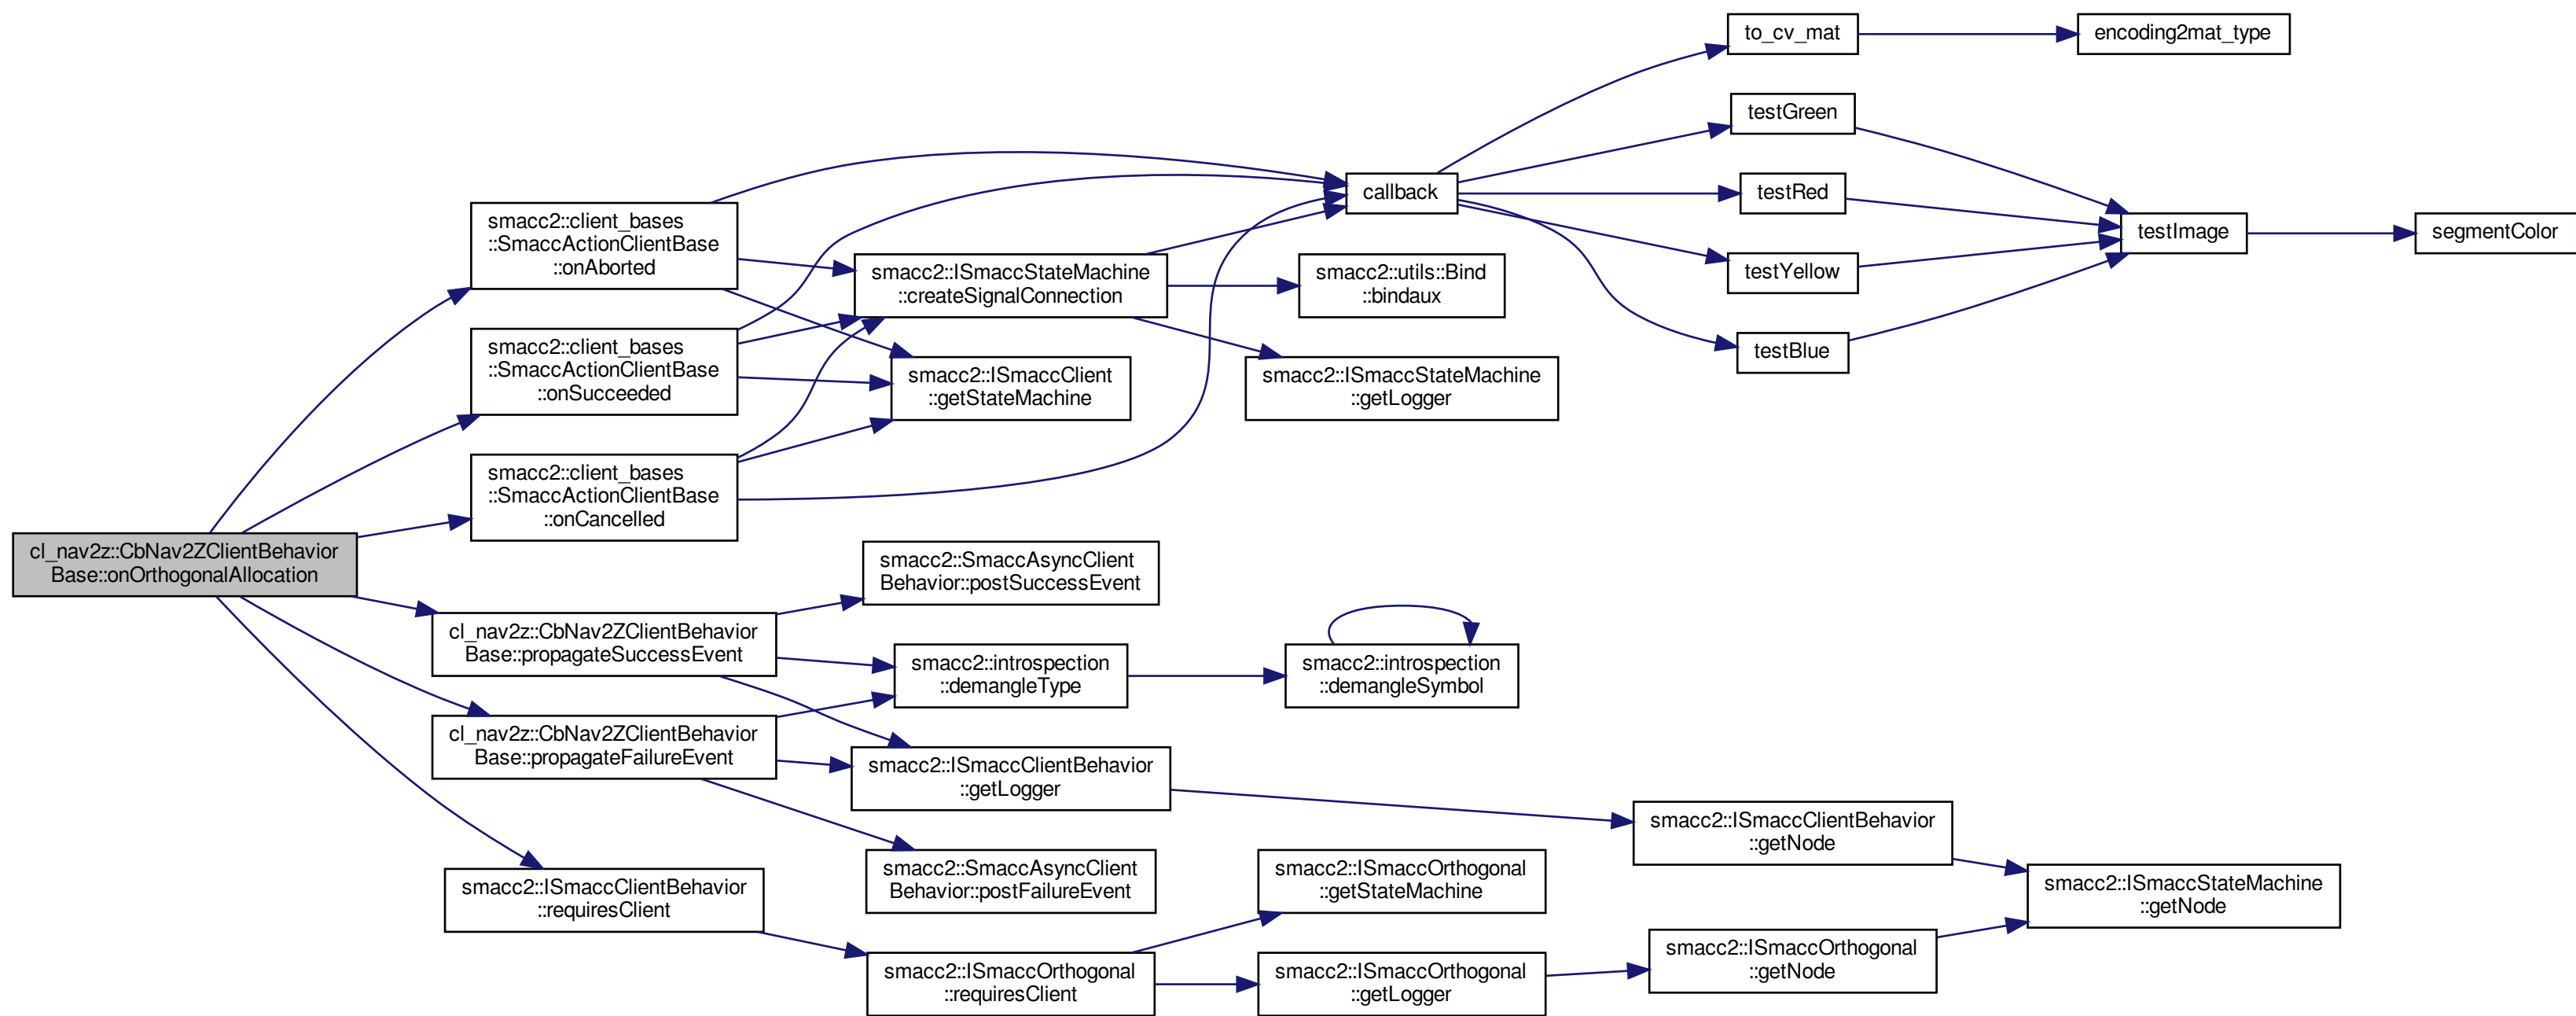 cl_nav2z::CbNav2ZClientBehavior
Base::onOrthogonalAllocation
smacc2::client_bases
::SmaccActionClientBase
::onAborted
smacc2::client_bases
::SmaccActionClientBase
::onSucceeded
smacc2::client_bases
::SmaccActionClientBase
::onCancelled
cl_nav2z::CbNav2ZClientBehavior
Base::propagateSuccessEvent
cl_nav2z::CbNav2ZClientBehavior
Base::propagateFailureEvent
smacc2::ISmaccClientBehavior
::requiresClient
smacc2::ISmaccStateMachine
::createSignalConnection
smacc2::ISmaccClient
::getStateMachine
smacc2::SmaccAsyncClient
Behavior::postSuccessEvent
smacc2::introspection
::demangleType
smacc2::ISmaccClientBehavior
::getLogger
smacc2::SmaccAsyncClient
Behavior::postFailureEvent
smacc2::ISmaccOrthogonal
::requiresClient
callback
smacc2::utils::Bind
::bindaux
smacc2::ISmaccStateMachine
::getLogger
smacc2::introspection
::demangleSymbol
smacc2::ISmaccOrthogonal
::getStateMachine
smacc2::ISmaccOrthogonal
::getLogger
to_cv_mat
testGreen
testRed
testYellow
testBlue
smacc2::ISmaccClientBehavior
::getNode
smacc2::ISmaccOrthogonal
::getNode
encoding2mat_type
testImage
smacc2::ISmaccStateMachine
::getNode
segmentColor